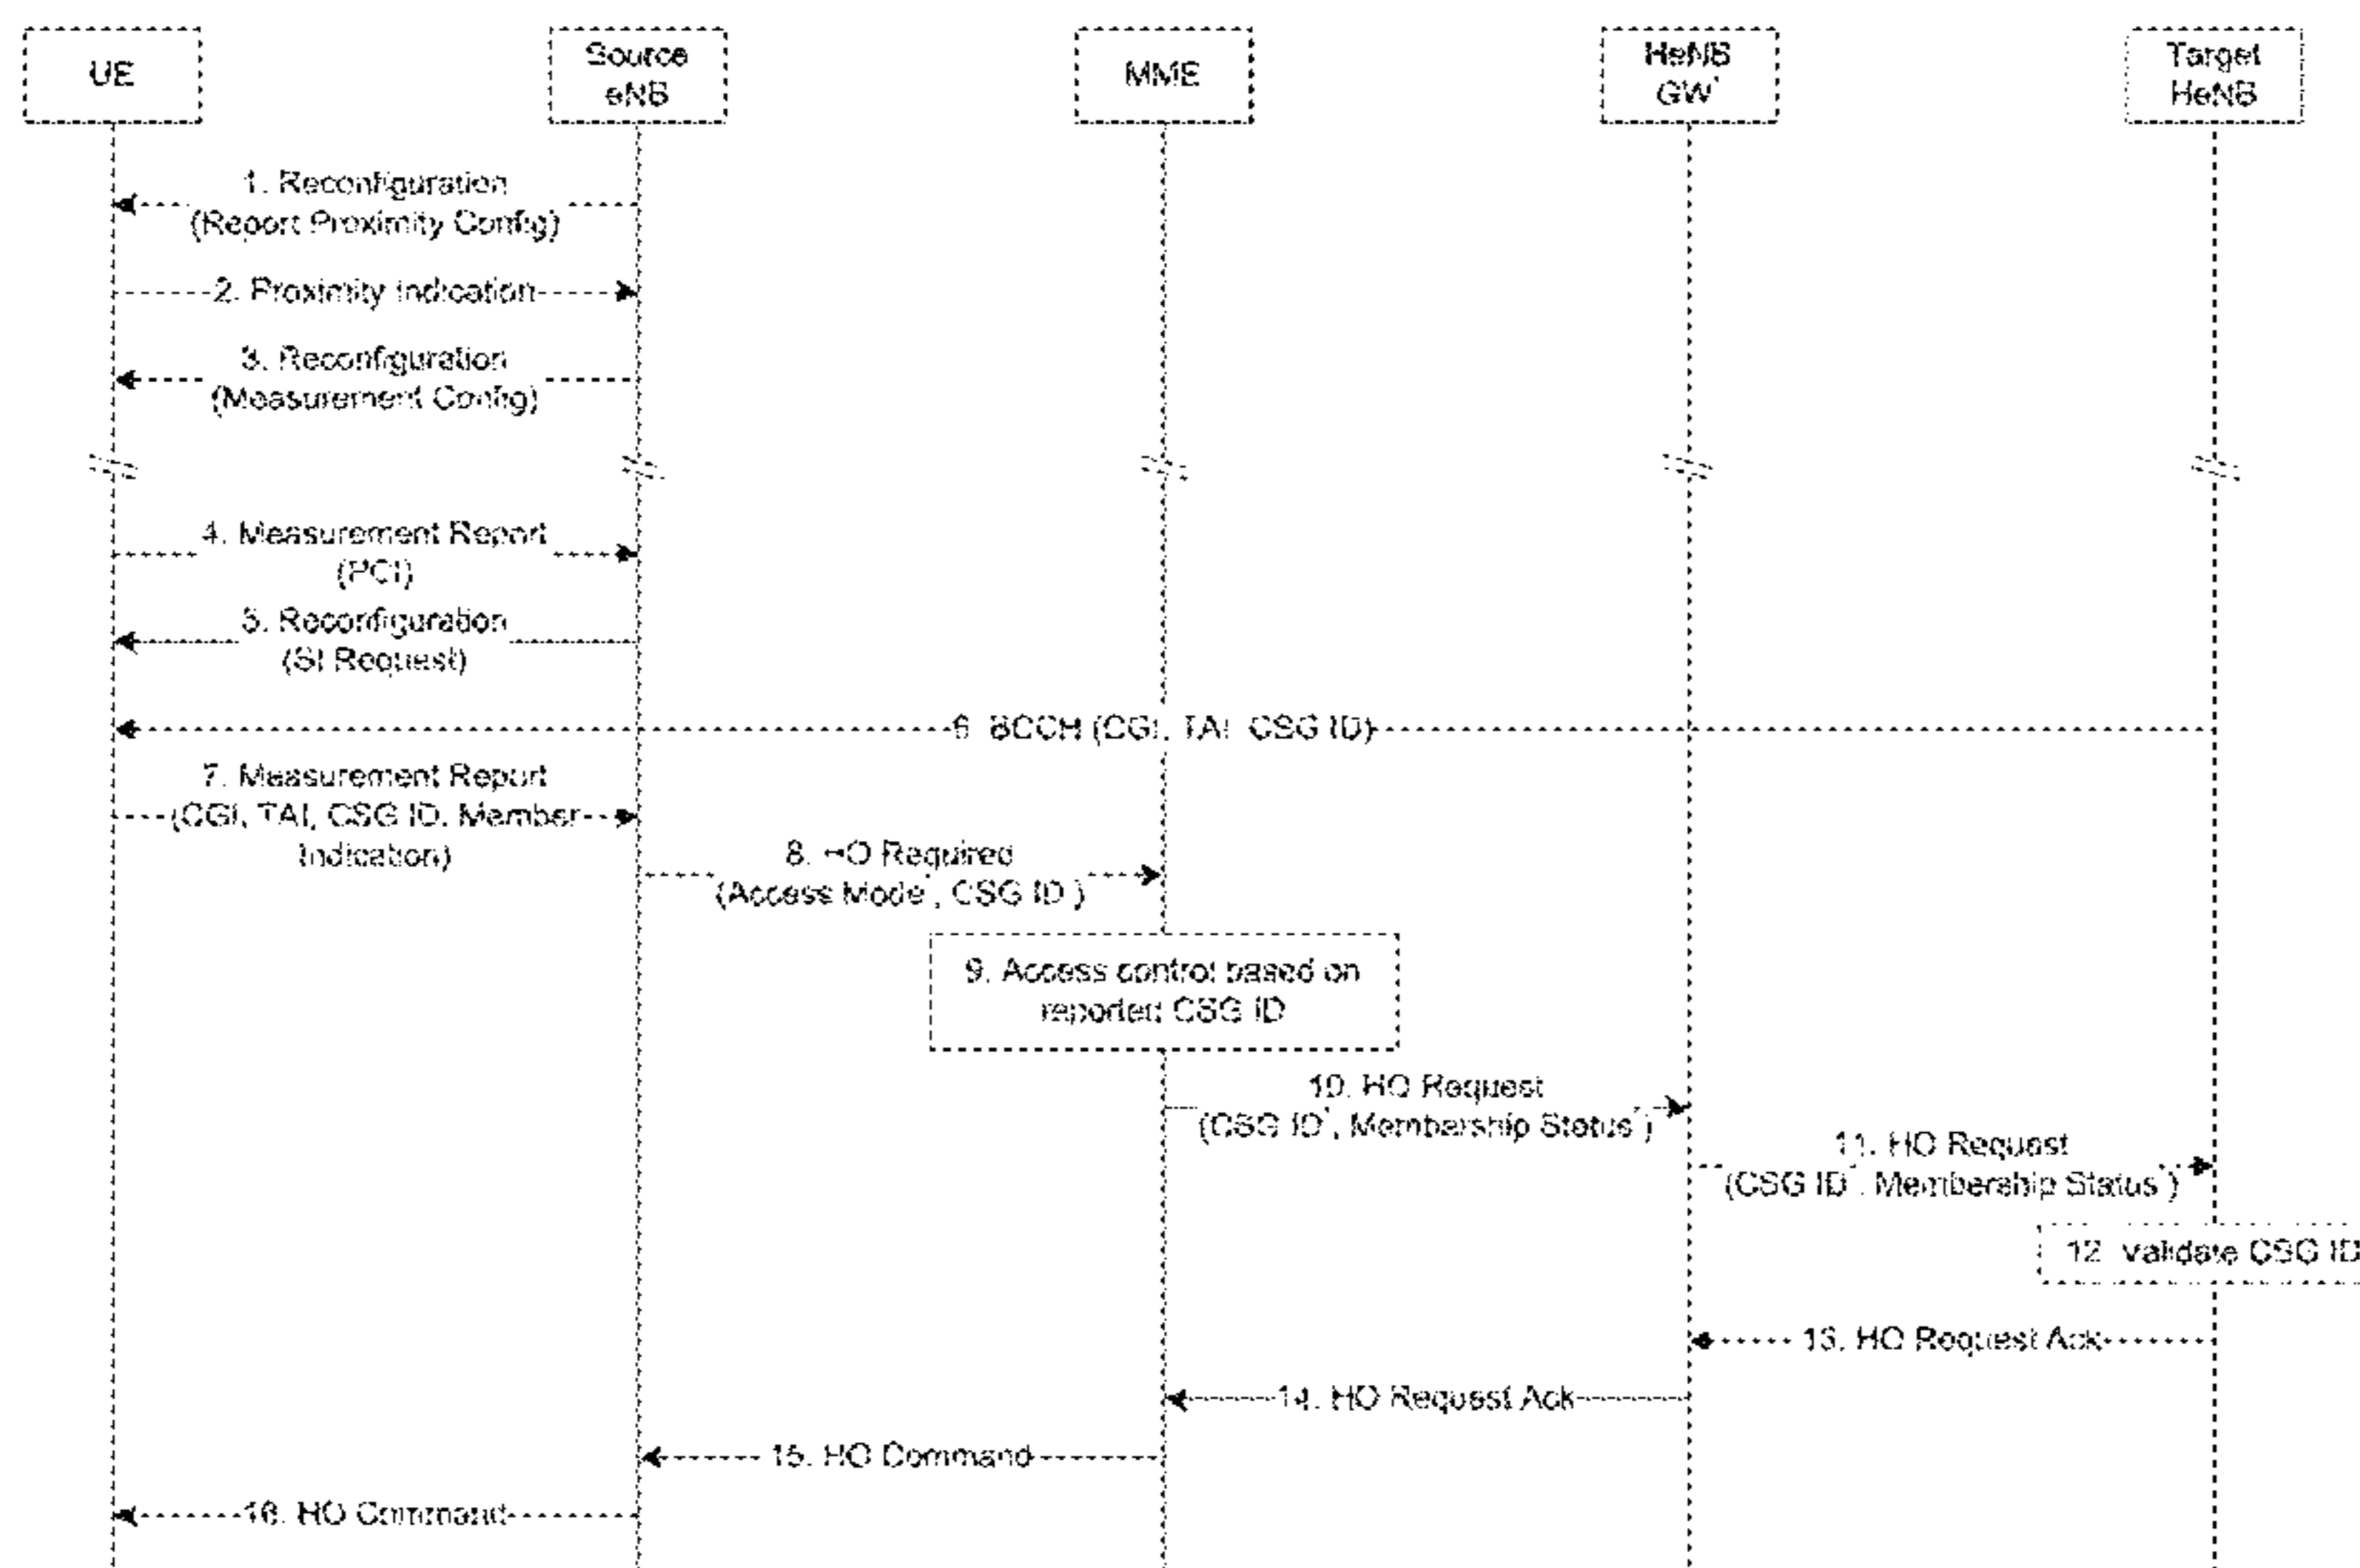 UE
Source
eNB
MME
HeNB
GW*
Target
HeNB
1. Reconfiguration
(Report Proximity Config)
2. Proximity Indication
3. Reconfiguration
(Measurement Config)
4. Measurement Report
(PCI)
5. Reconfiguration
(SI Request)
6. BCCH (CGI, TAI, CSG ID)
7. Measurement Report
(CGI, TAI, CSG ID, Member
Indication)
8. HO Required
(Access Mode*, CSG ID*)
9. Access control based on
reported CSG ID
10. HO Request
(CSG ID*, Membership Status*)
11. HO Request
(CSG ID*, Membership Status*)
12. Validate CSG ID
13. HO Request Ack
14. HO Request Ack
15. HO Command
16. HO Command